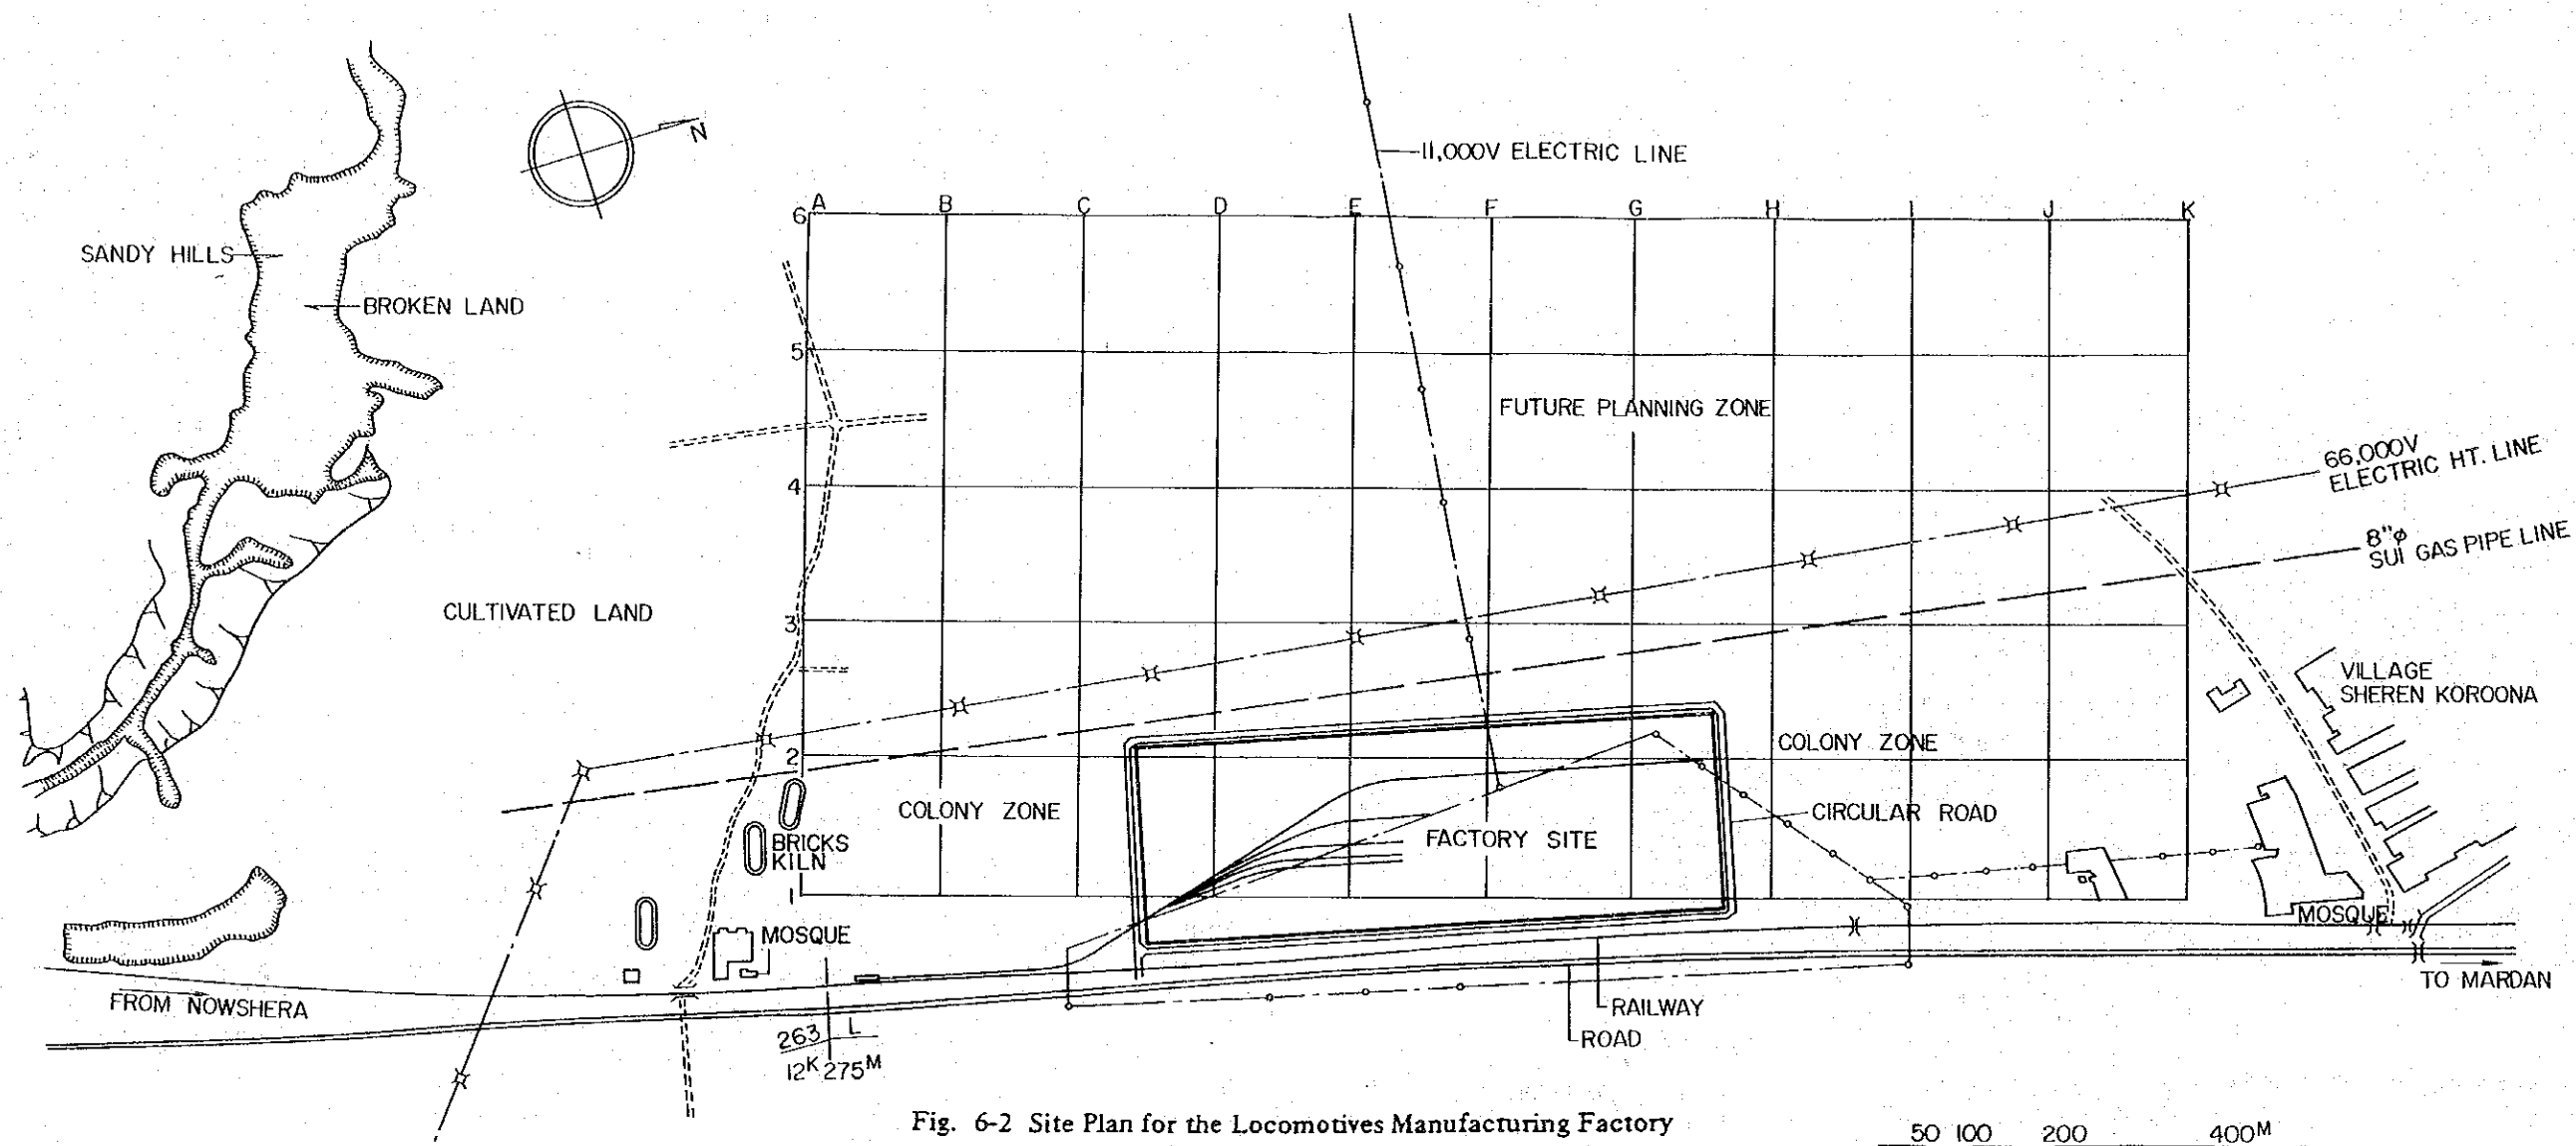 N
11,000V ELECTRIC LINE
6 A B C D E F G H I J K
SANDY HILLS
BROKEN LAND
5
FUTURE PLANNING ZONE
4
66,000V
ELECTRIC HT. LINE
8"φ
SUI GAS PIPE LINE
CULTIVATED LAND
3
VILLAGE
SHEREN KOROONA
2
COLONY ZONE
COLONY ZONE
CIRCULAR ROAD
FACTORY SITE
BRICKS
KILN
1
MOSQUE
MOSQUE
FROM NOWSHERA
TO MARDAN
RAILWAY
ROAD
263 L
12K 275M
Fig. 6-2 Site Plan for the Locomotives Manufacturing Factory
50 100 200 400M